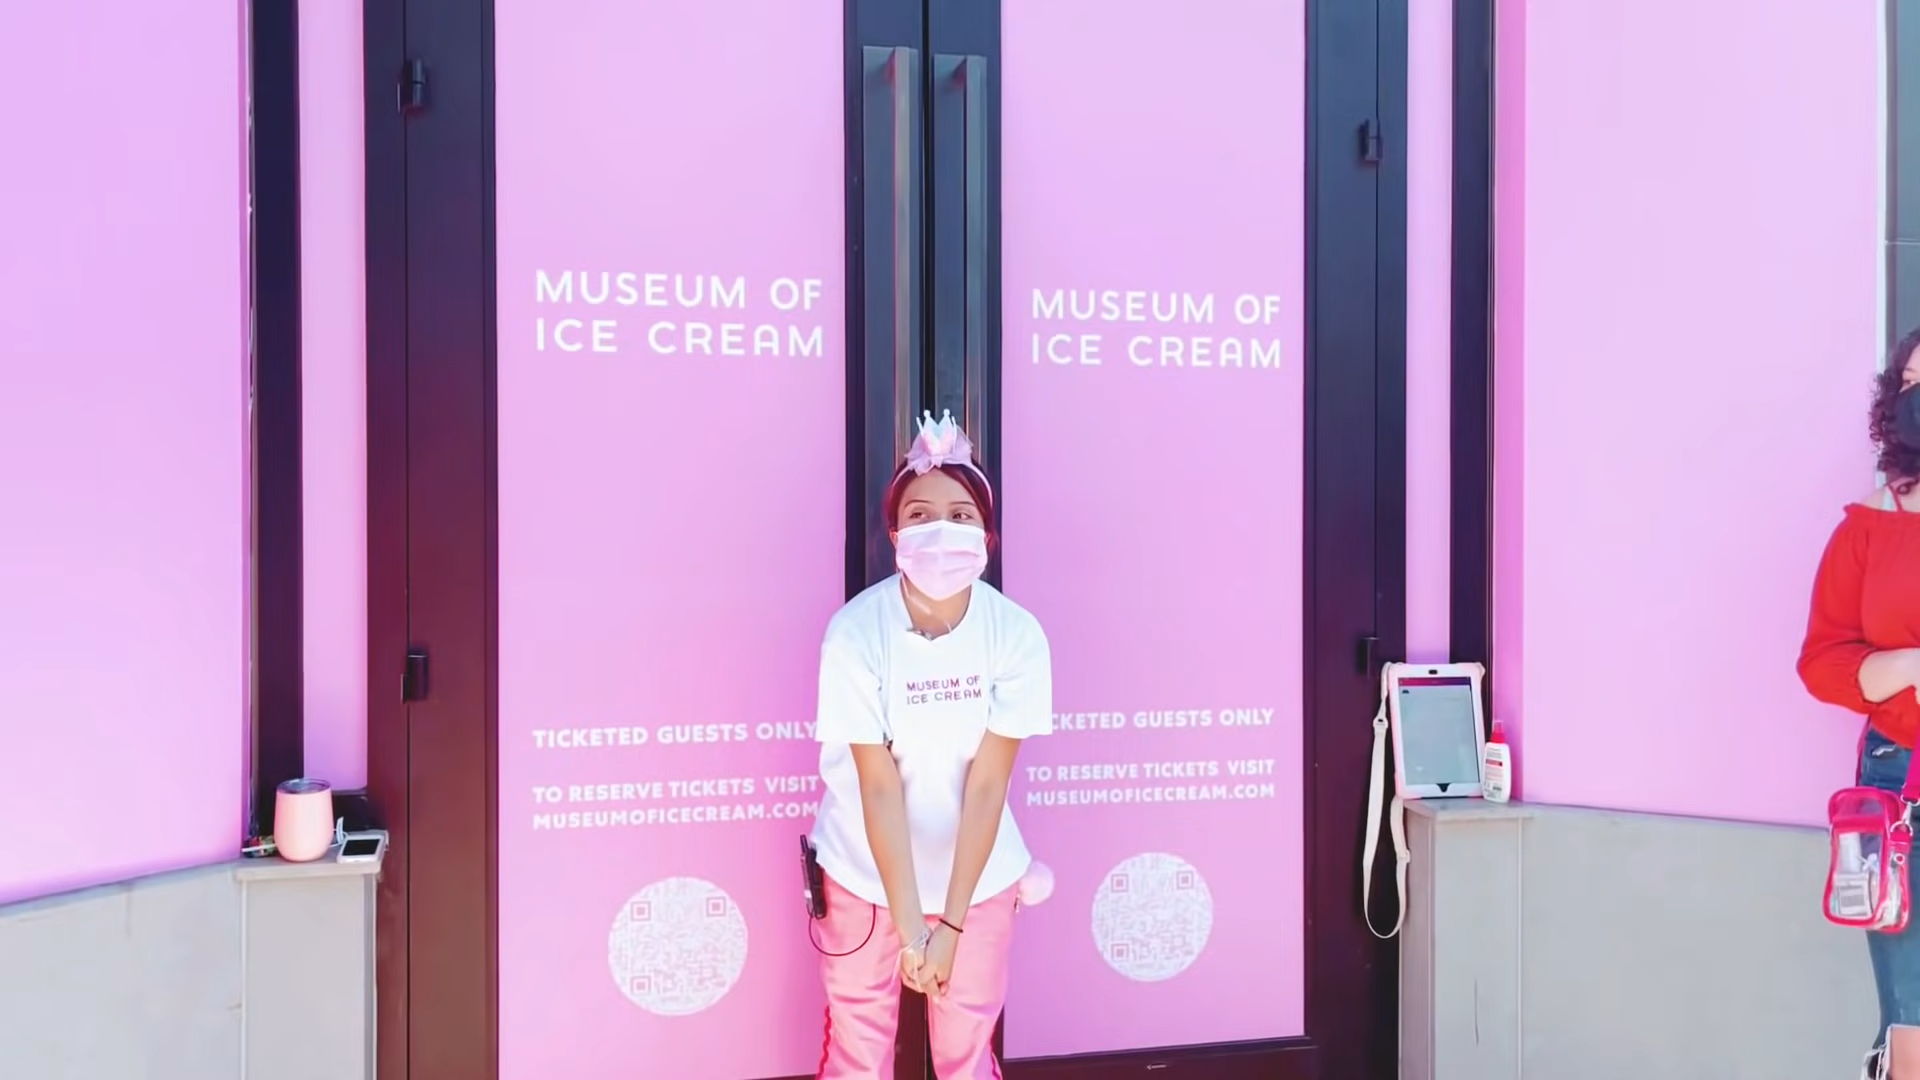 MUSEUM OF
ICE CREAM
TICKETED GUESTS ONLY
TO RESERVE TICKETS VISIT
MUSEUMOFICECREAM.COM
MUSEUM OF
ICE CREAM
MUSEUM OF
ICE CREAM
CKETED GUESTS ONLY
TO RESERVE TICKETS VISIT
MUSEUMOFICECREAM.COM